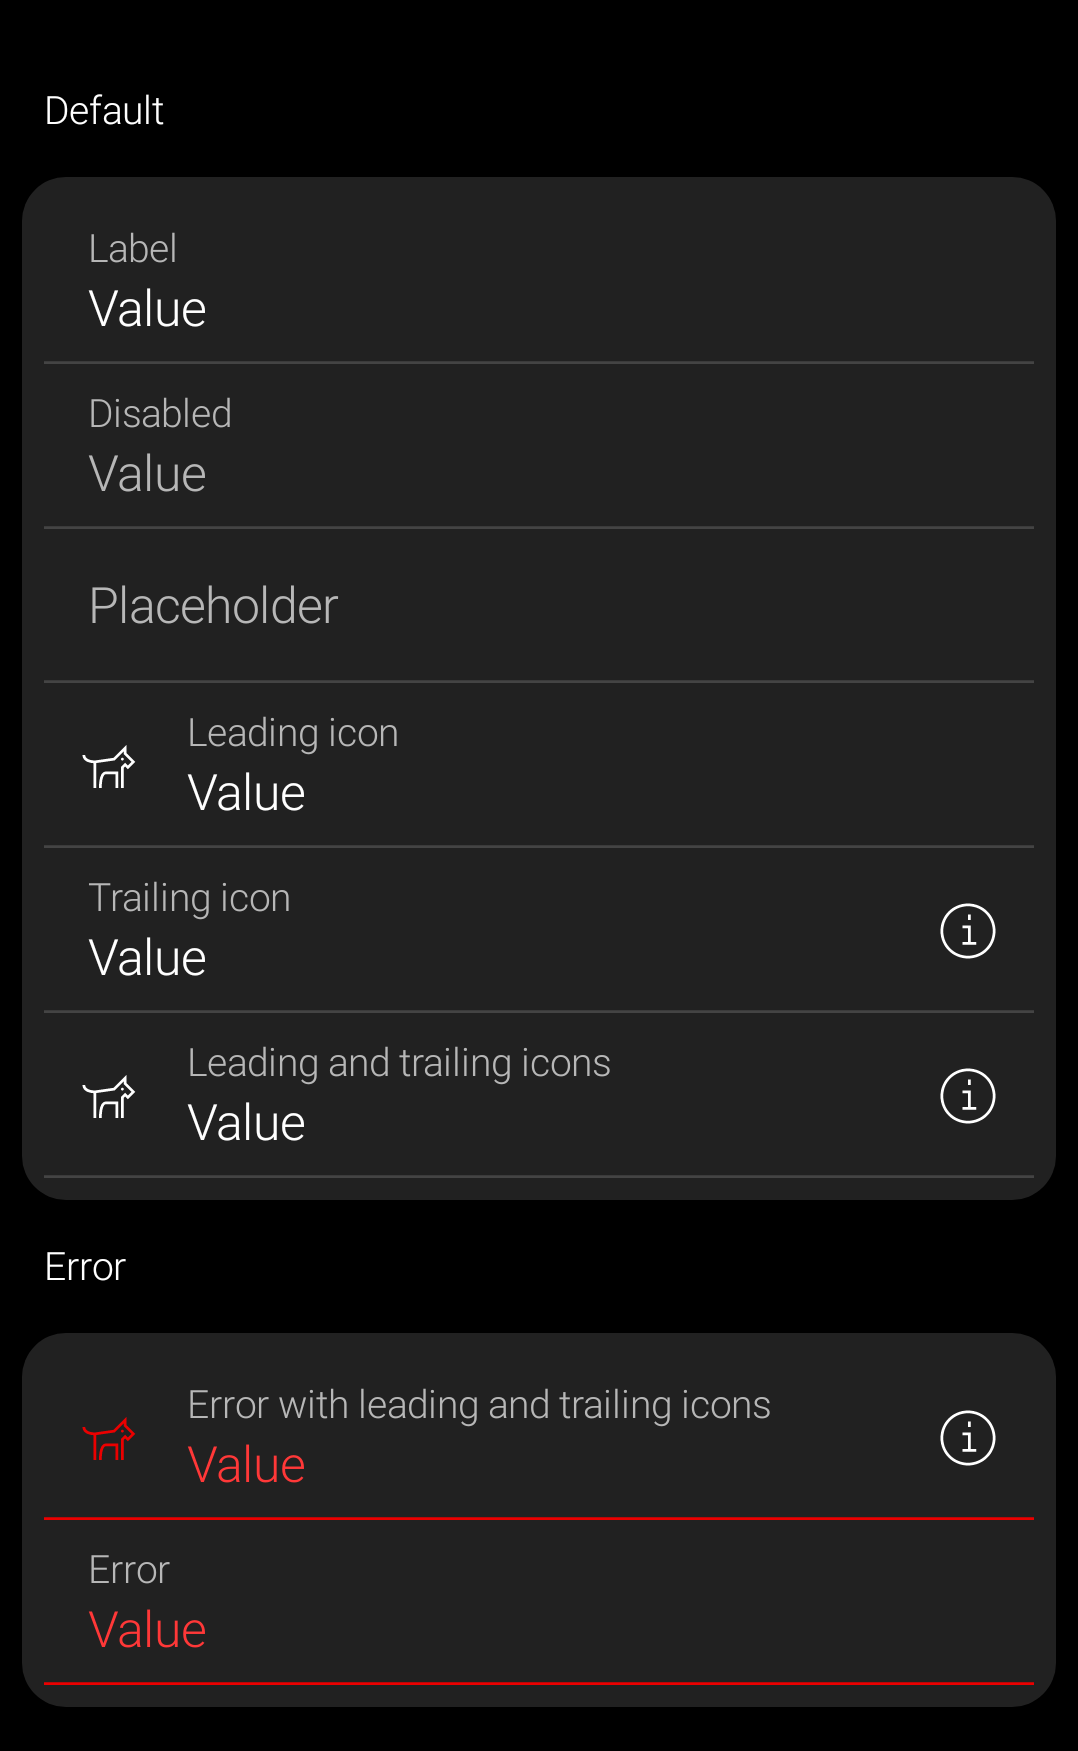 Default
Label
Value
Disabled
Value
Placeholder
Leading icon
Value
Trailing icon
Value
Leading and trailing icons
Value
Error
Error with leading and trailing icons
Value
Error
Value